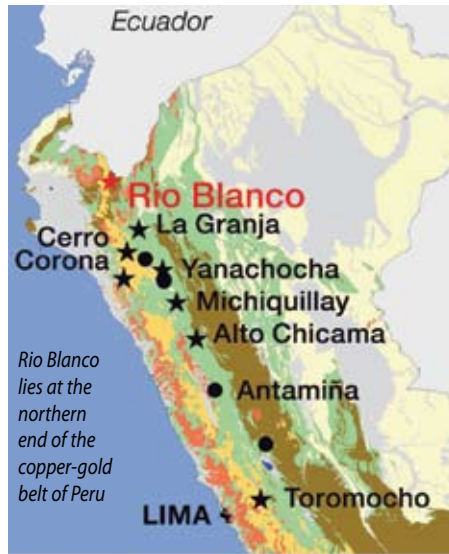 Ecuador
Rio Blanco
La Granja
Cerro
Corona
Yanachocha
Michiquillay
Alto Chicama
Rio Blanco
lies at the
northern
end of the
copper-gold
belt of Peru
Antamiña
Toromocho
LIMA